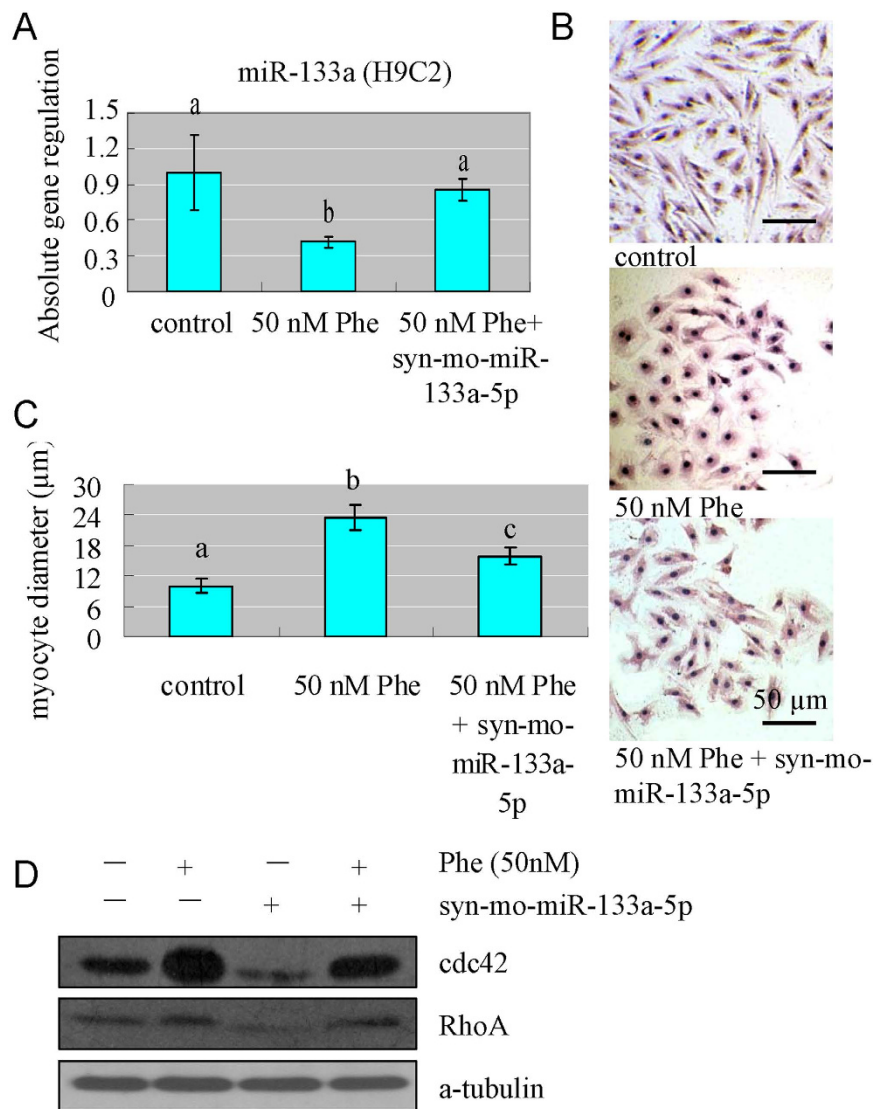 A
miR-133a (H9C2)
Absolute gene regulation
1.5
1.2
0.9
0.6
0.3
0
a
b
a
control
50 nM Phe
50 nM Phe+
syn-mo-miR-
133a-5p
B
control
50 nM Phe
50 µm
50 nM Phe + syn-mo-
miR-133a-5p
C
myocyte diameter (µm)
30
24
18
12
6
0
a
b
c
control
50 nM Phe
50 nM Phe
+ syn-mo-
miR-133a-
5p
D
— + — + Phe (50nM)
— — + + syn-mo-miR-133a-5p
cdc42
RhoA
a-tubulin